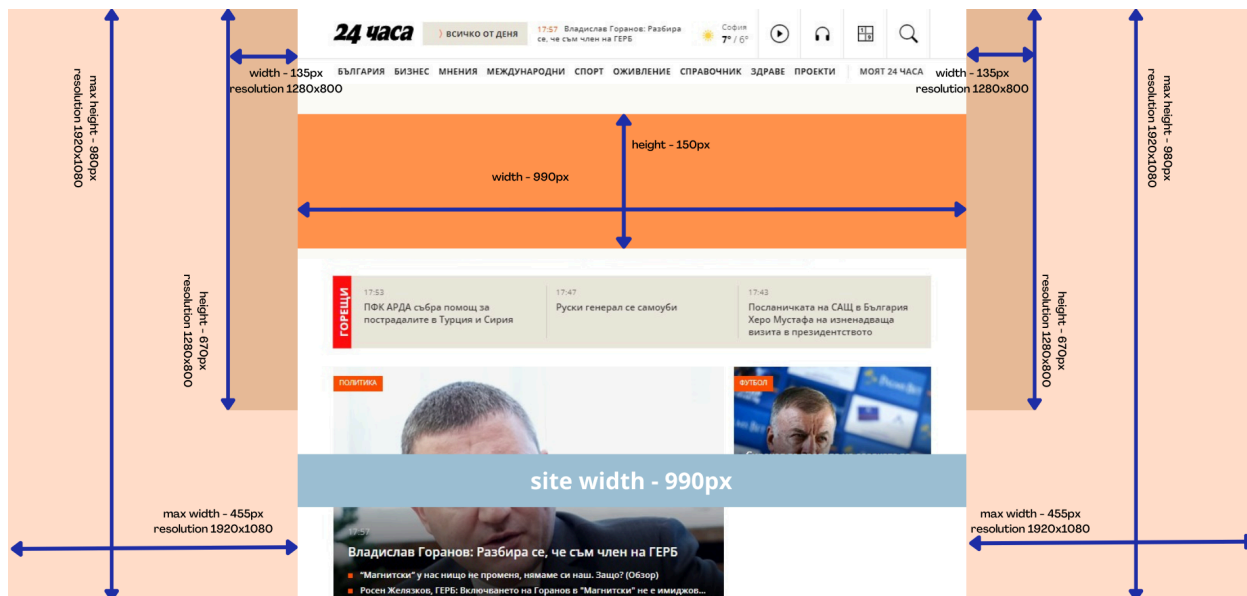 24 часа
) ВСИЧКО ОТ ДЕНЯ
17:57 Владислав Горанов: Разбира
се, че съм член на ГЕРБ
София
7° / 6°
БЪЛГАРИЯ БИЗНЕС МНЕНИЯ МЕЖДУНАРОДНИ СПОРТ ОЖИВЛЕНИЕ СПРАВОЧНИК ЗДРАВЕ ПРОЕКТИ МОЯТ 24 ЧАСА
width - 135px
resolution 1280x800
width - 135px
resolution 1280x800
max height - 980px
resolution 1920x1080
max height - 980px
resolution 1920x1080
height - 150px
width - 990px
height - 670px
resolution 1280x800
height - 670px
resolution 1280x800
ГОРЕЩИ
17:53
ПФК АРДА събра помощ за
пострадалите в Турция и Сирия
17:47
Руски генерал се самоуби
17:43
Посланичката на САЩ в България
Херо Мустафа на изненадваща
визита в президентството
ПОЛИТИКА
ФУТБОЛ
site width - 990px
max width - 455px
resolution 1920x1080
max width - 455px
resolution 1920x1080
17:57
Владислав Горанов: Разбира се, че съм член на ГЕРБ
"Магнитски" у нас нищо не променя, нямаме си наш. Защо? (Обзор)
Росен Желязков, ГЕРБ: Включването на Горанов в "Магнитски" не е имиджов...